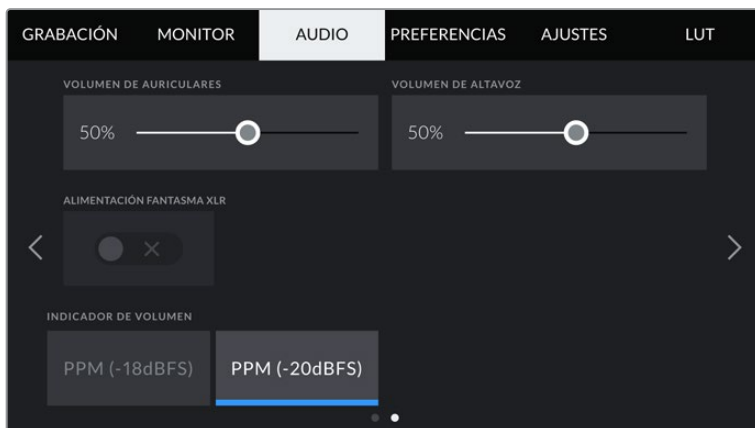 GRABACIÓN MONITOR AUDIO PREFERENCIAS AJUSTES LUT
VOLUMEN DE AURICULARES VOLUMEN DE ALTAVOZ
50% 50%
ALIMENTACIÓN FANTASMA XLR
INDICADOR DE VOLUMEN
PPM (-18dBFS) PPM (-20dBFS)